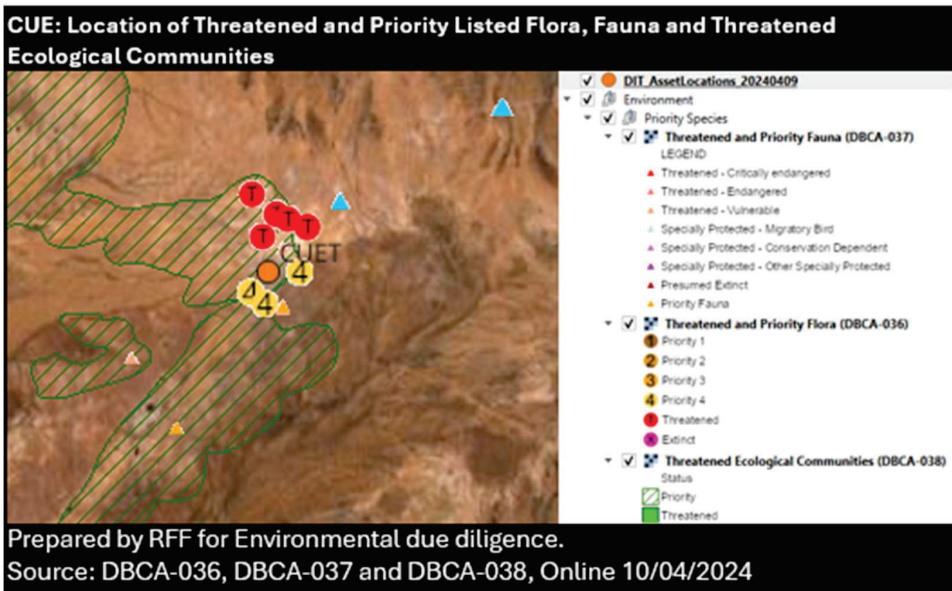 CUE: Location of Threatened and Priority Listed Flora, Fauna and Threatened
Ecological Communities
DIT_AssetLocations_20240409
Environment
Priority Species
Threatened and Priority Fauna (DBCA-037)
LEGEND
Threatened - Critically endangered
Threatened - Endangered
Threatened - Vulnerable
Specially Protected - Migratory Bird
Specially Protected - Conservation Dependent
Specially Protected - Other Specially Protected
Presumed Extinct
Priority Fauna
Threatened and Priority Flora (DBCA-036)
1 Priority 1
2 Priority 2
3 Priority 3
4 Priority 4
T Threatened
X Extinct
Threatened Ecological Communities (DBCA-038)
Status
Priority
Threatened
T
T
T
T
T
CUET
4
4
4
Prepared by RFF for Environmental due diligence.
Source: DBCA-036, DBCA-037 and DBCA-038, Online 10/04/2024